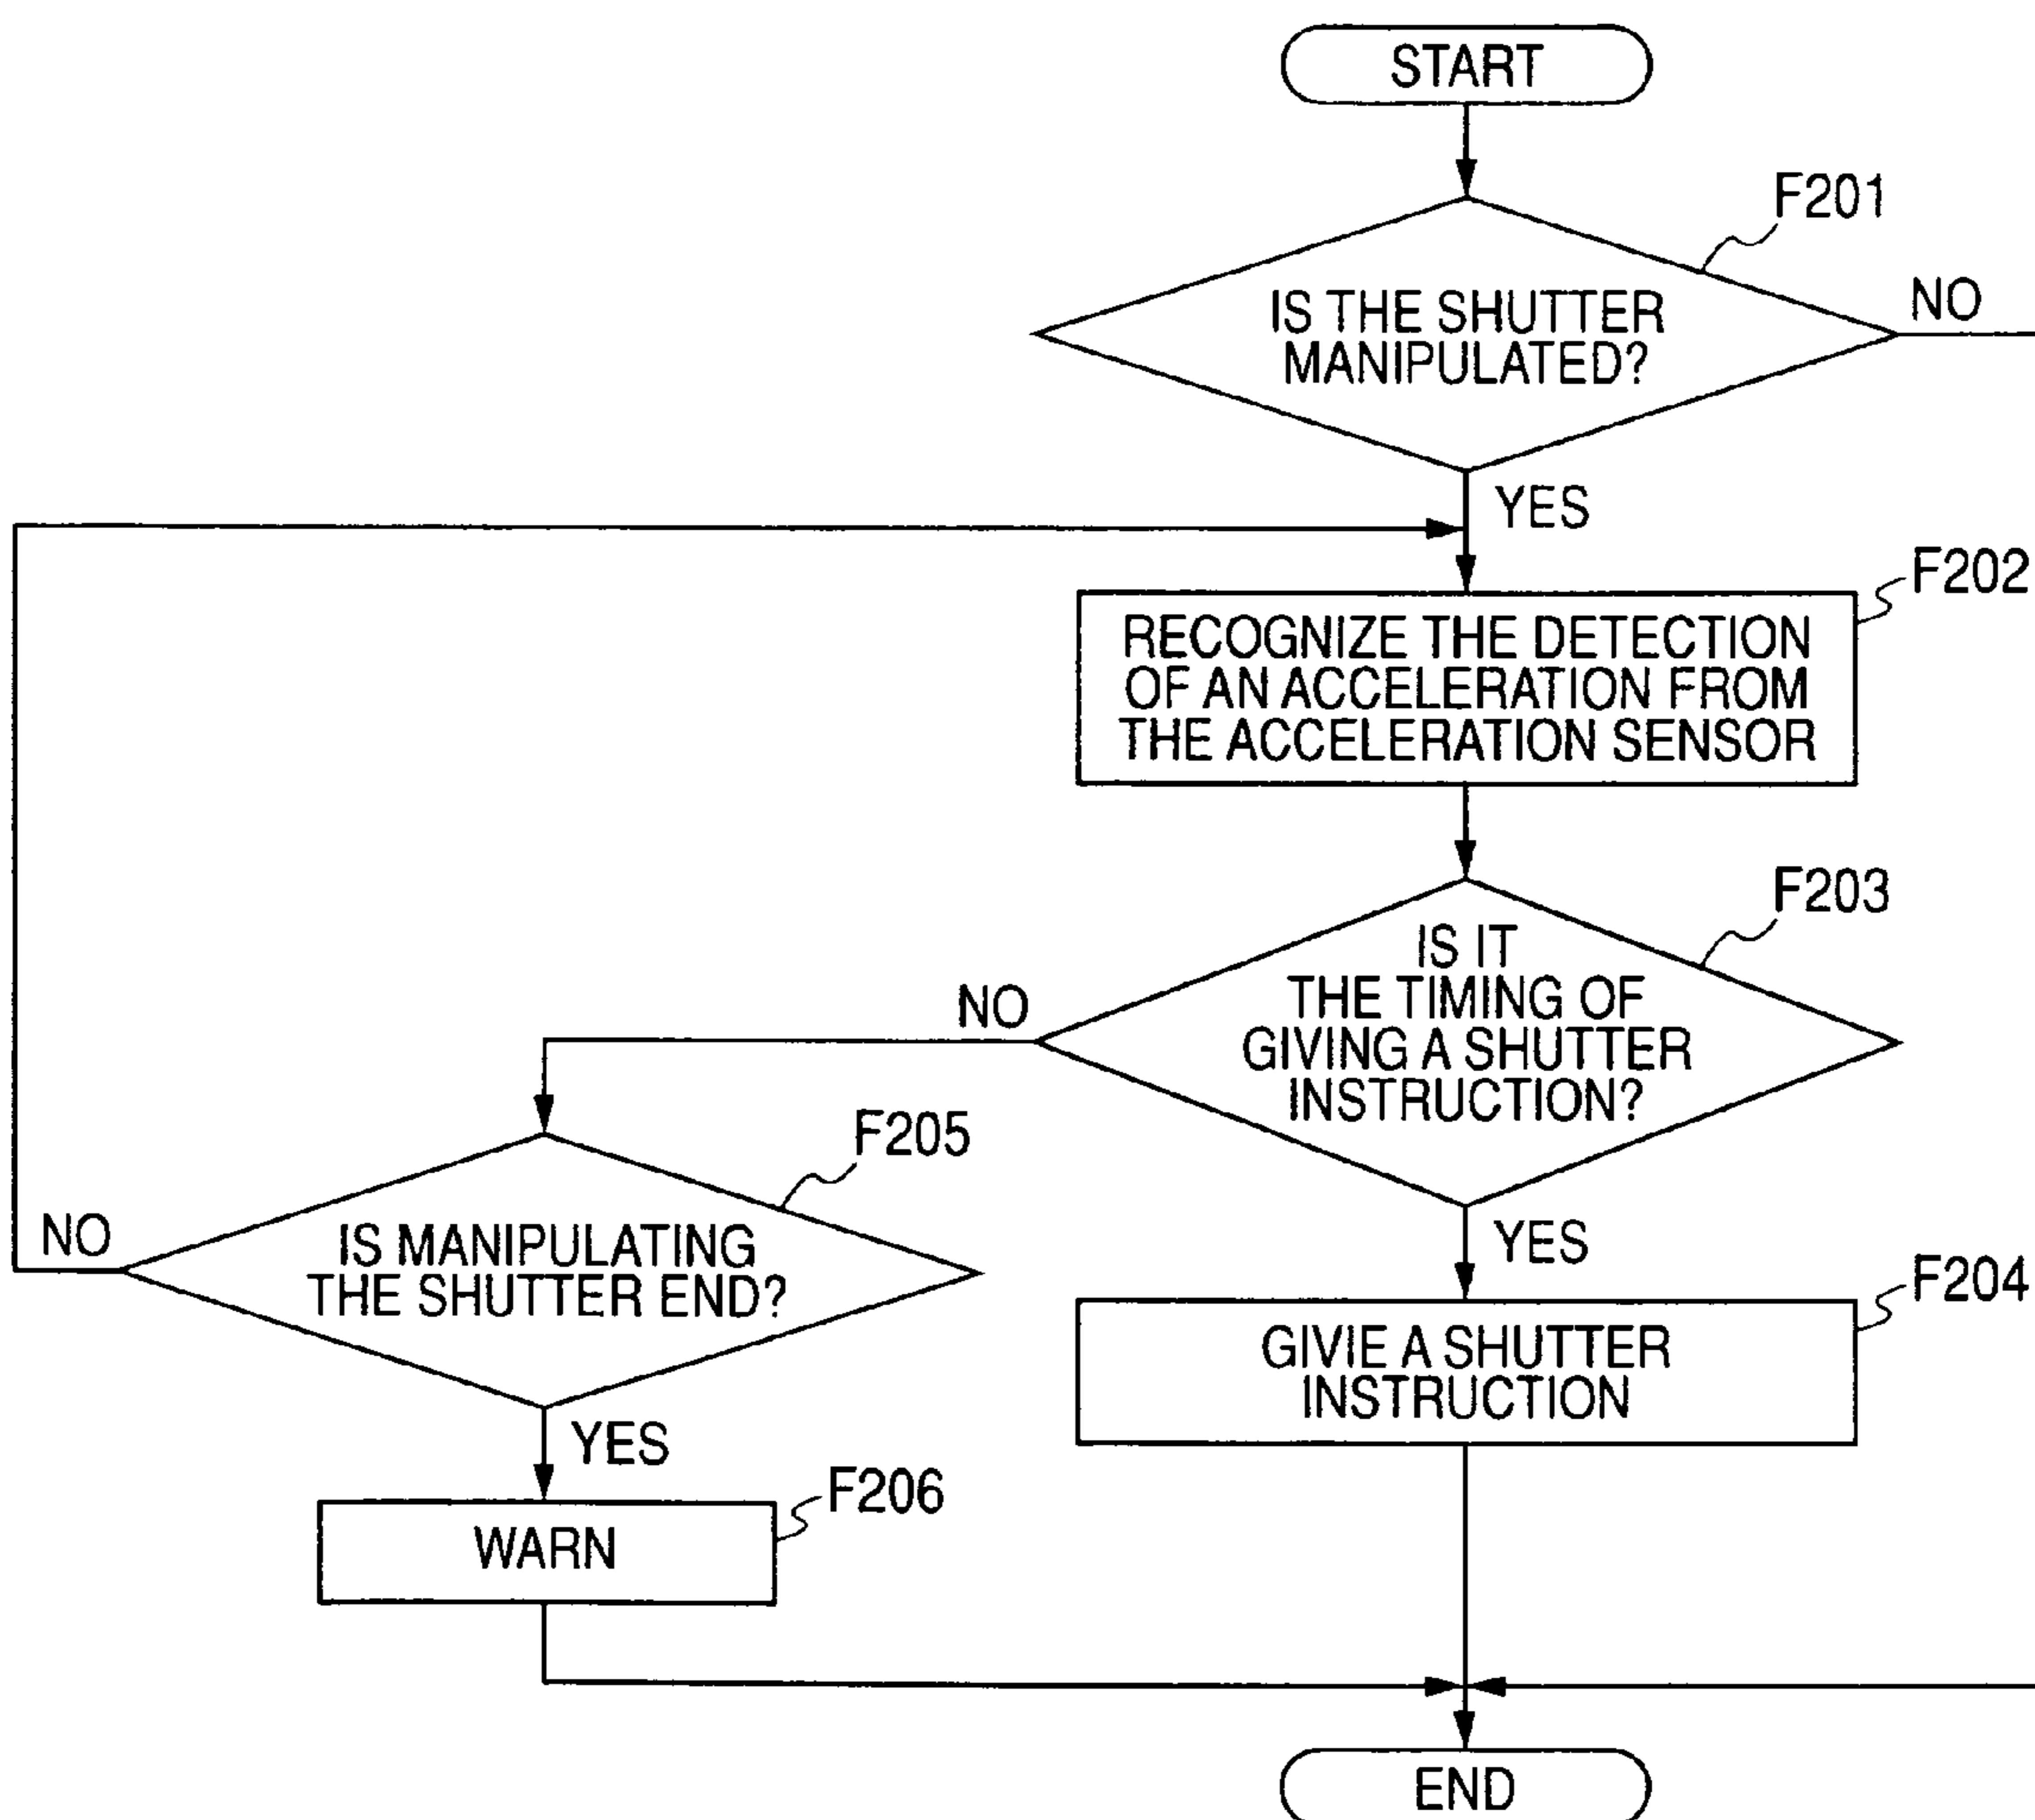 START
F201
IS THE SHUTTER
MANIPULATED?
NO
YES
F202
RECOGNIZE THE DETECTION
OF AN ACCELERATION FROM
THE ACCELERATION SENSOR
F203
IS IT
THE TIMING OF
GIVING A SHUTTER
INSTRUCTION?
NO
YES
F205
IS MANIPULATING
THE SHUTTER END?
NO
YES
F204
GIVIE A SHUTTER
INSTRUCTION
F206
WARN
END